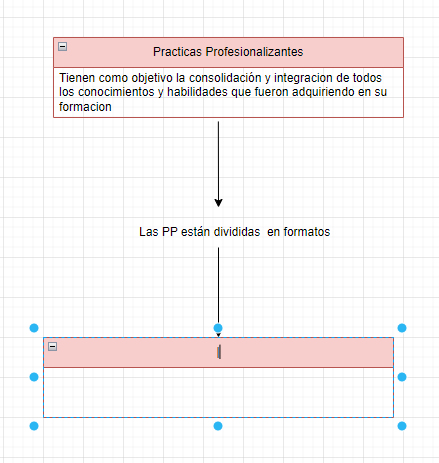 Practicas Profesionalizantes
Tienen como objetivo la consolidación y integracion de todos
los conocimientos y habilidades que fueron adquiriendo en su
formacion
Las PP están divididas en formatos